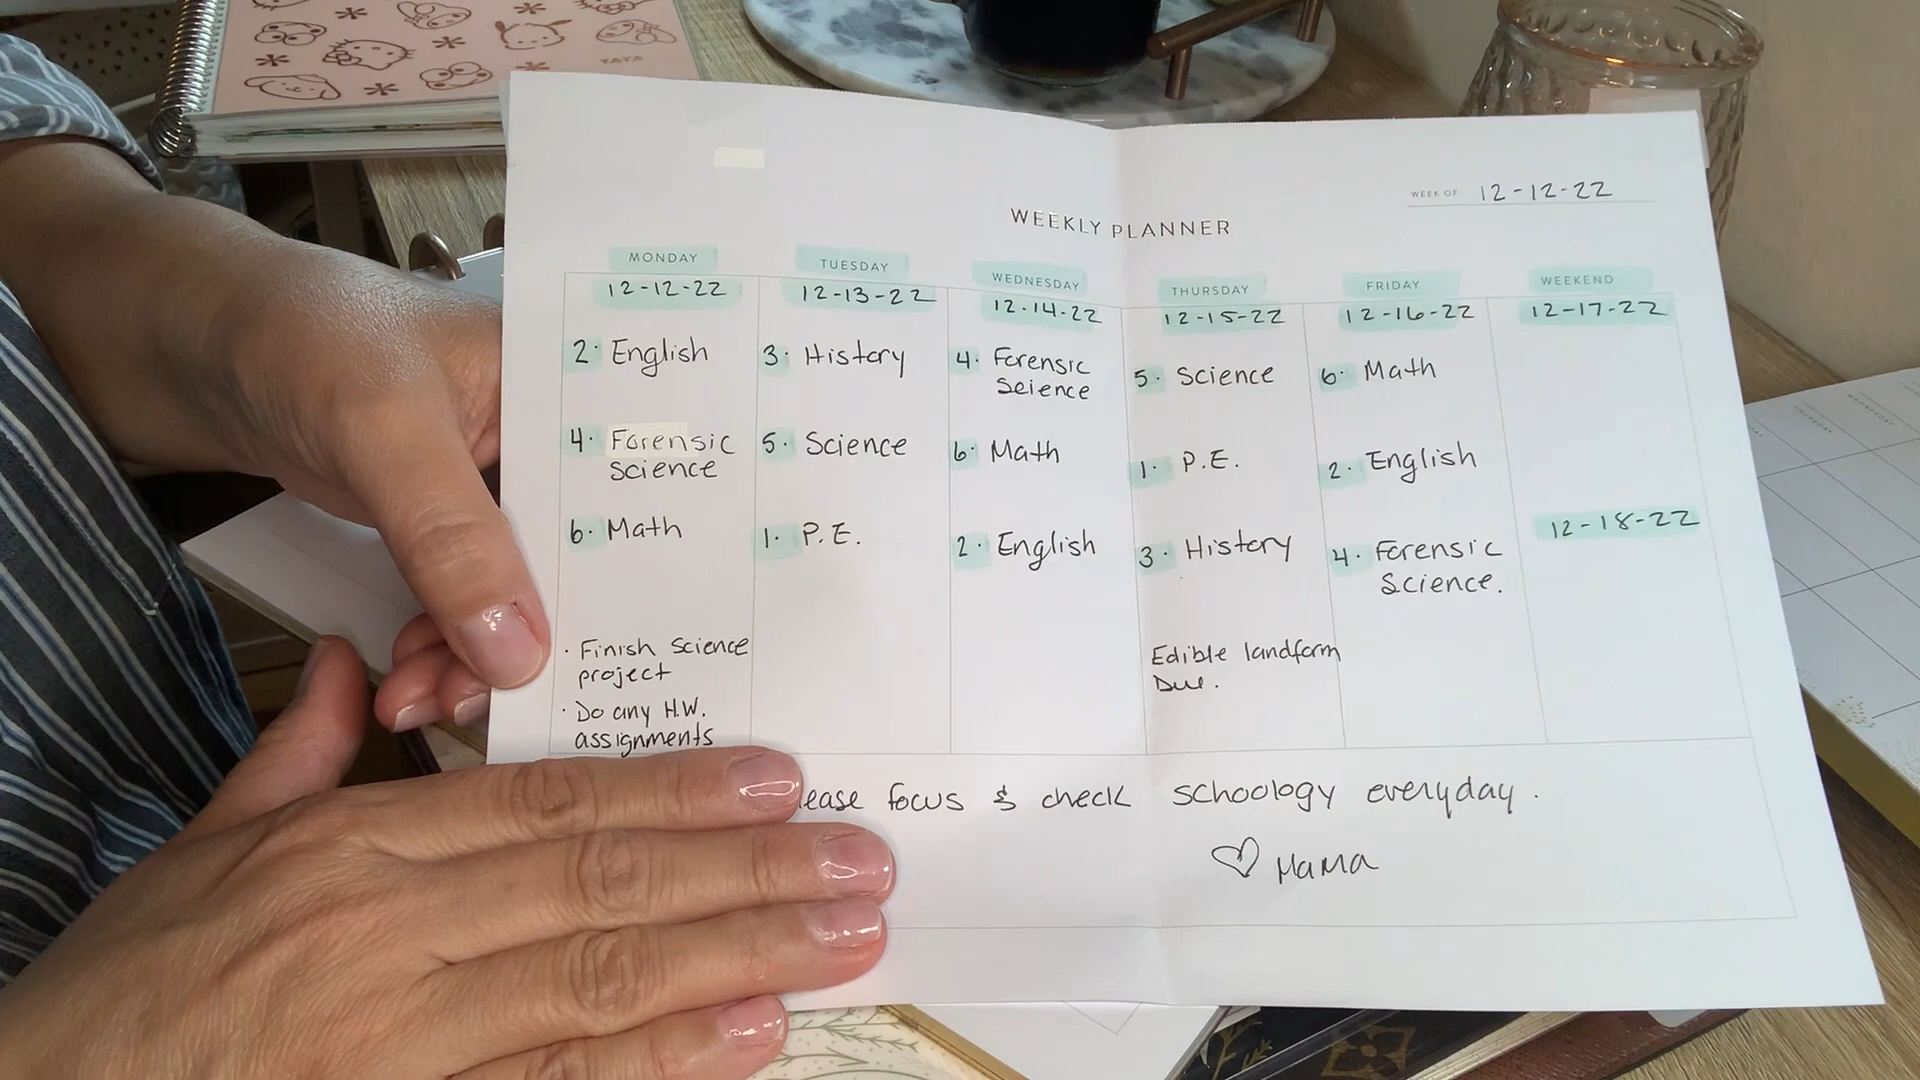 TATA
WEEK OF 12-12-22
WEEKLY PLANNER
MONDAY
12-12-22
2. English
4. Forensic
Science
6. Math
· Finish Science
project
· Do any H.W.
assignments
TUESDAY
12-13-22
3. History
5. Science
1. P.E.
WEDNESDAY
12.14.22
4. Forensic
Science
6. Math
2. English
THURSDAY
12-15-22
5. Science
1. P.E.
3. History
Edible landform
Due.
FRIDAY
12-16-22
6. Math
2. English
4. Forensic
Science.
WEEKEND
12-17-22
12-18-22
lease focus & check schoology everyday.
♡ Mama